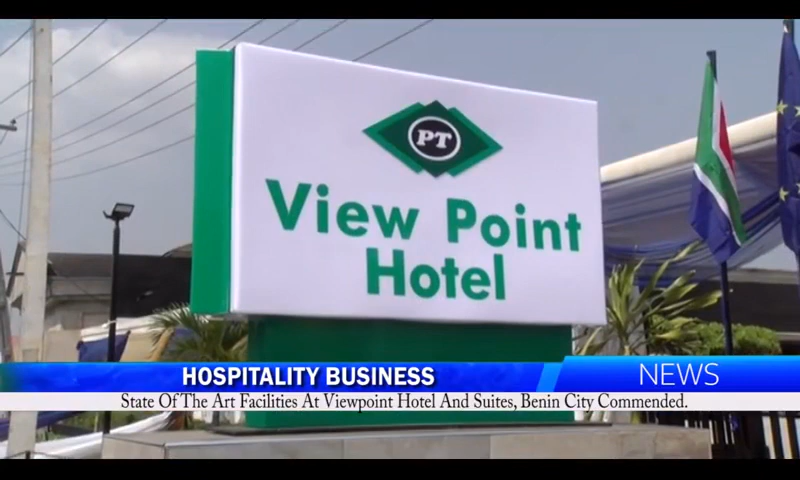 PT
View Point
Hotel
HOSPITALITY BUSINESS
NEWS
State Of The Art Facilities At Viewpoint Hotel And Suites, Benin City Commended.